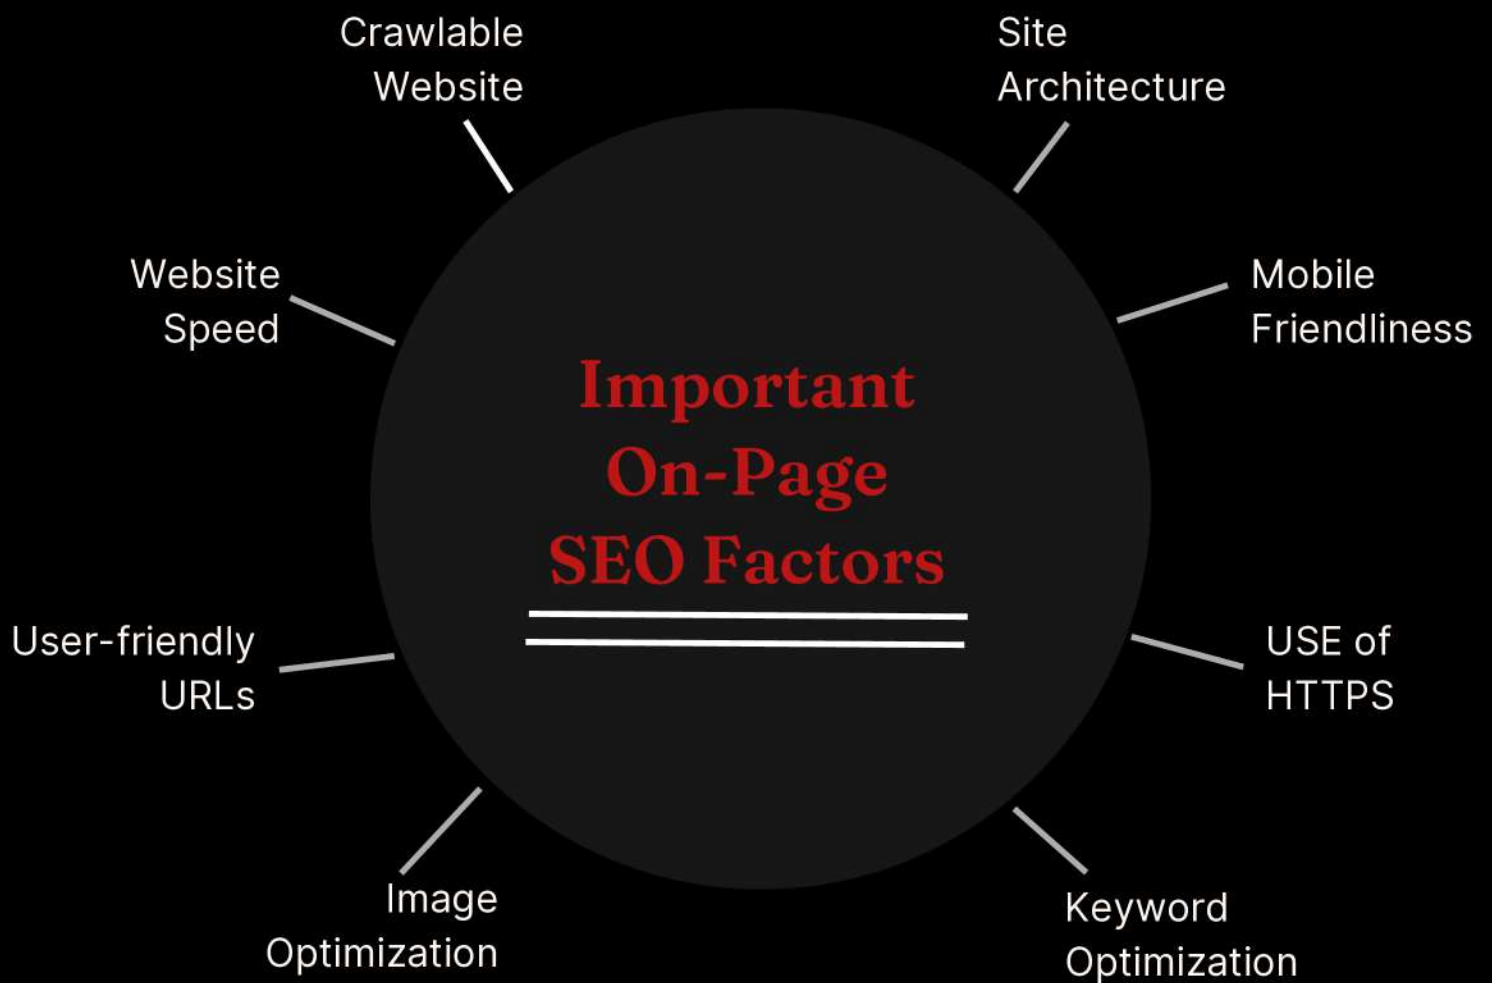 Crawlable
Website
Site
Architecture
Website
Speed
Mobile
Friendliness
Important
On-Page
SEO Factors
User-friendly
URLs
USE of
HTTPS
Image
Optimization
Keyword
Optimization